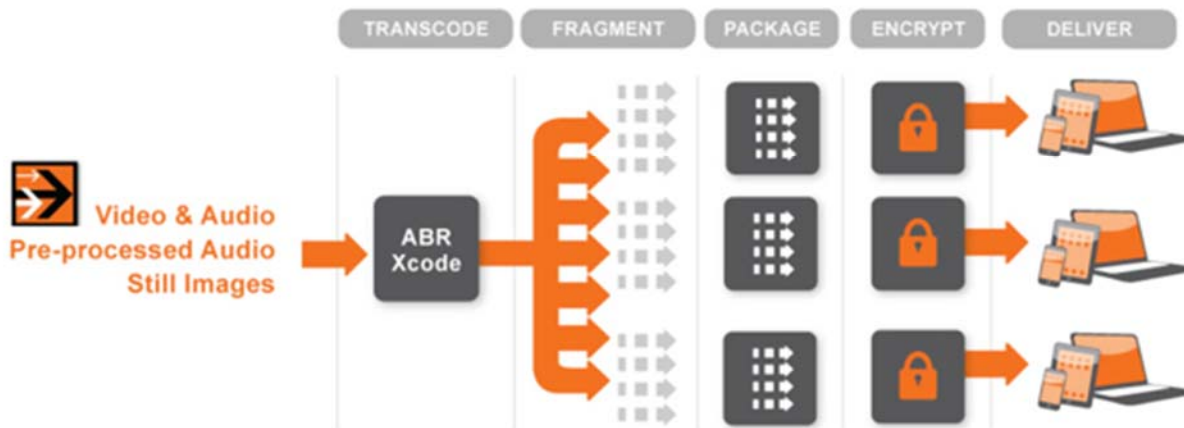 TRANSCODE
FRAGMENT
PACKAGE
ENCRYPT
DELIVER
Video & Audio
Pre-processed Audio
Still Images
ABR
Xcode